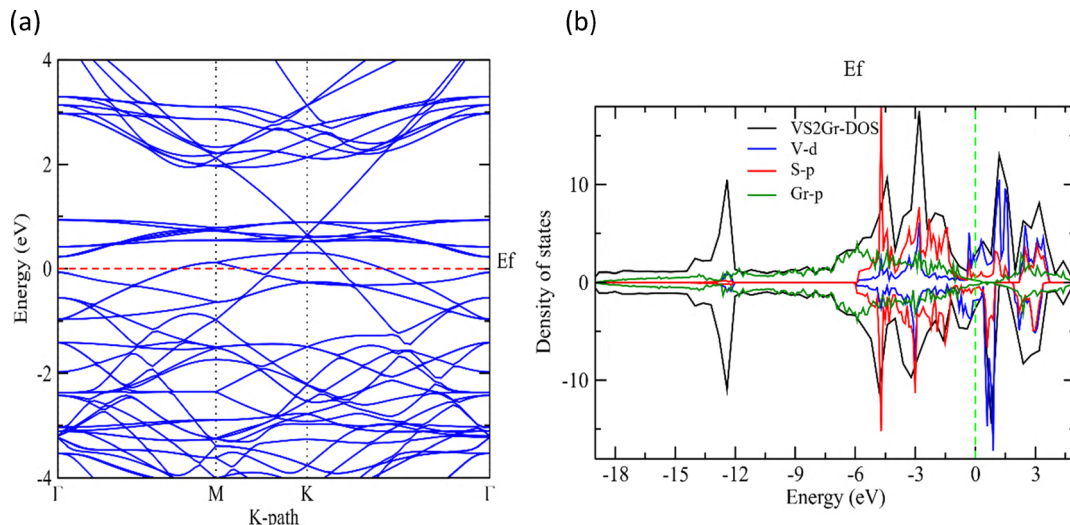 (a)
4
2
0
-2
-4
Energy (eV)
Ef
Γ
M
K
Γ
K-path
(b)
Ef
VS2Gr-DOS
V-d
S-p
Gr-p
10
0
-10
Density of states
-18
-15
-12
-9
-6
-3
0
3
Energy (eV)